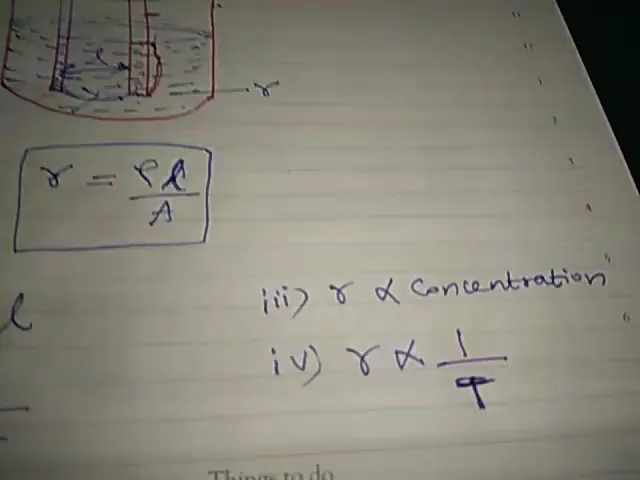 l
r
r = ρl / A
l
iii) r ∝ concentration
iv) r ∝ 1 / T
Things to do